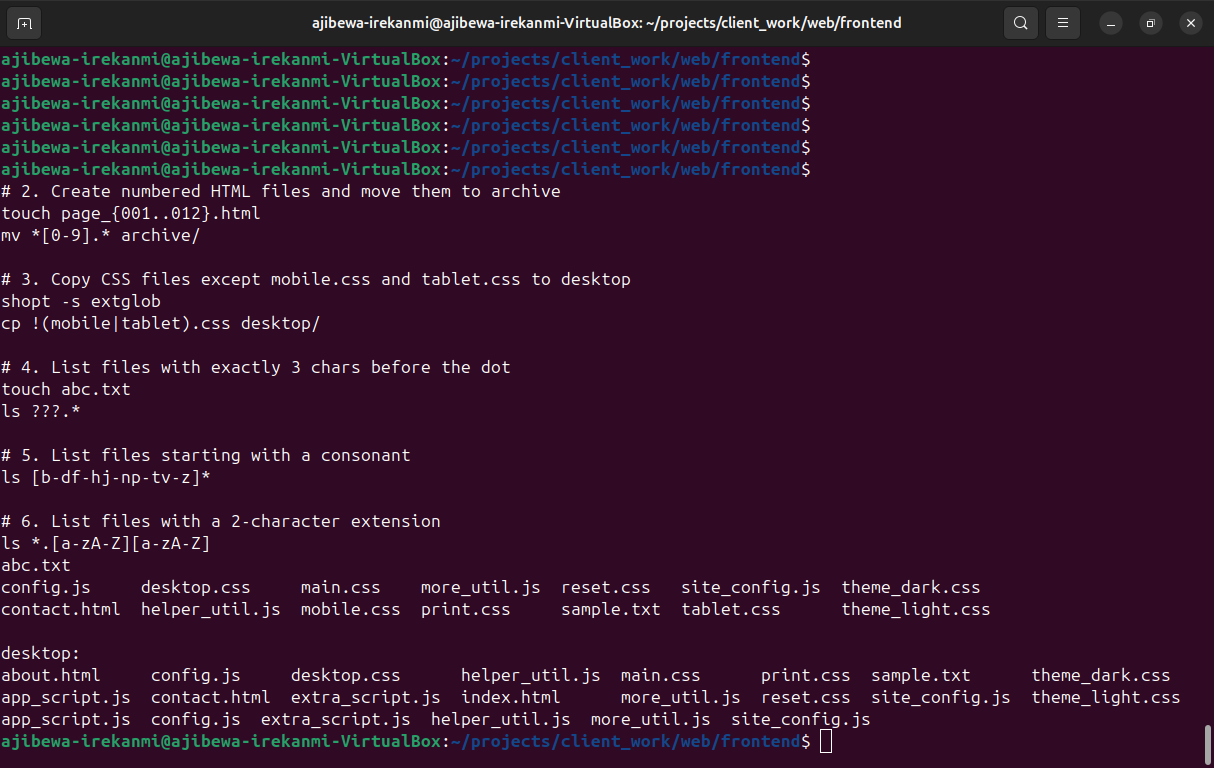 ajibewa-irekanmi@ajibewa-irekanmi-VirtualBox: ~/projects/client_work/web/frontend
ajibewa-irekanmi@ajibewa-irekanmi-VirtualBox:~/projects/client_work/web/frontend$
ajibewa-irekanmi@ajibewa-irekanmi-VirtualBox:~/projects/client_work/web/frontend$
ajibewa-irekanmi@ajibewa-irekanmi-VirtualBox:~/projects/client_work/web/frontend$
ajibewa-irekanmi@ajibewa-irekanmi-VirtualBox:~/projects/client_work/web/frontend$
ajibewa-irekanmi@ajibewa-irekanmi-VirtualBox:~/projects/client_work/web/frontend$
ajibewa-irekanmi@ajibewa-irekanmi-VirtualBox:~/projects/client_work/web/frontend$
# 2. Create numbered HTML files and move them to archive
touch page_{001..012}.html
mv *[0-9].* archive/

# 3. Copy CSS files except mobile.css and tablet.css to desktop
shopt -s extglob
cp !(mobile|tablet).css desktop/

# 4. List files with exactly 3 chars before the dot
touch abc.txt
ls ???.*

# 5. List files starting with a consonant
ls [b-df-hj-np-tv-z]*

# 6. List files with a 2-character extension
ls *.[a-zA-Z][a-zA-Z]
abc.txt
config.js     desktop.css     main.css    more_util.js  reset.css   site_config.js  theme_dark.css
contact.html  helper_util.js  mobile.css  print.css     sample.txt  tablet.css      theme_light.css

desktop:
about.html     config.js     desktop.css      helper_util.js  main.css      print.css  sample.txt      theme_dark.css
app_script.js  contact.html  extra_script.js  index.html      more_util.js  reset.css  site_config.js  theme_light.css
app_script.js  config.js  extra_script.js  helper_util.js  more_util.js  site_config.js
ajibewa-irekanmi@ajibewa-irekanmi-VirtualBox:~/projects/client_work/web/frontend$